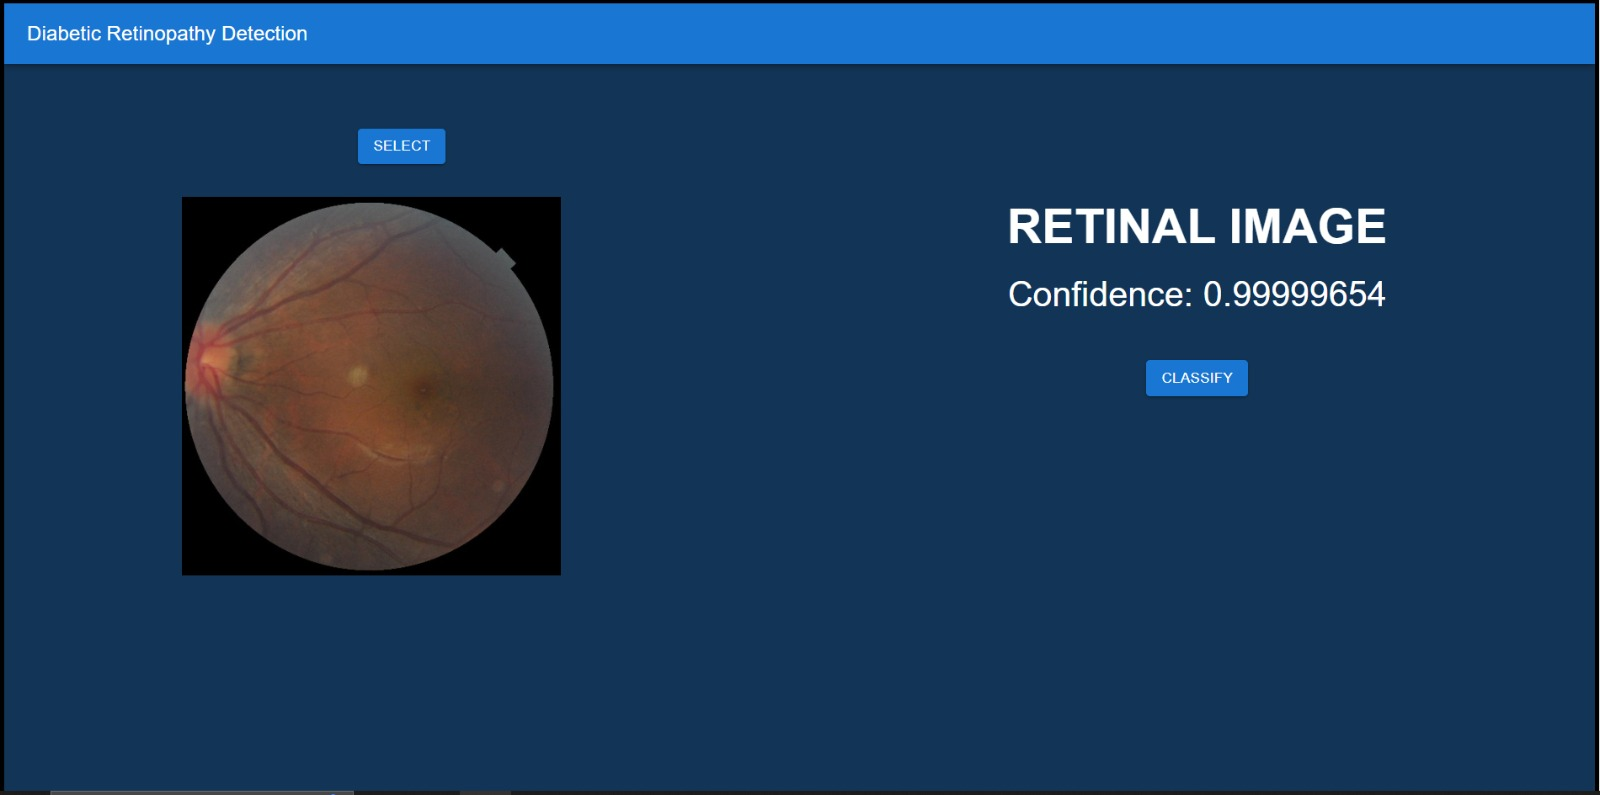 Diabetic Retinopathy Detection
SELECT
RETINAL IMAGE
Confidence: 0.99999654
CLASSIFY